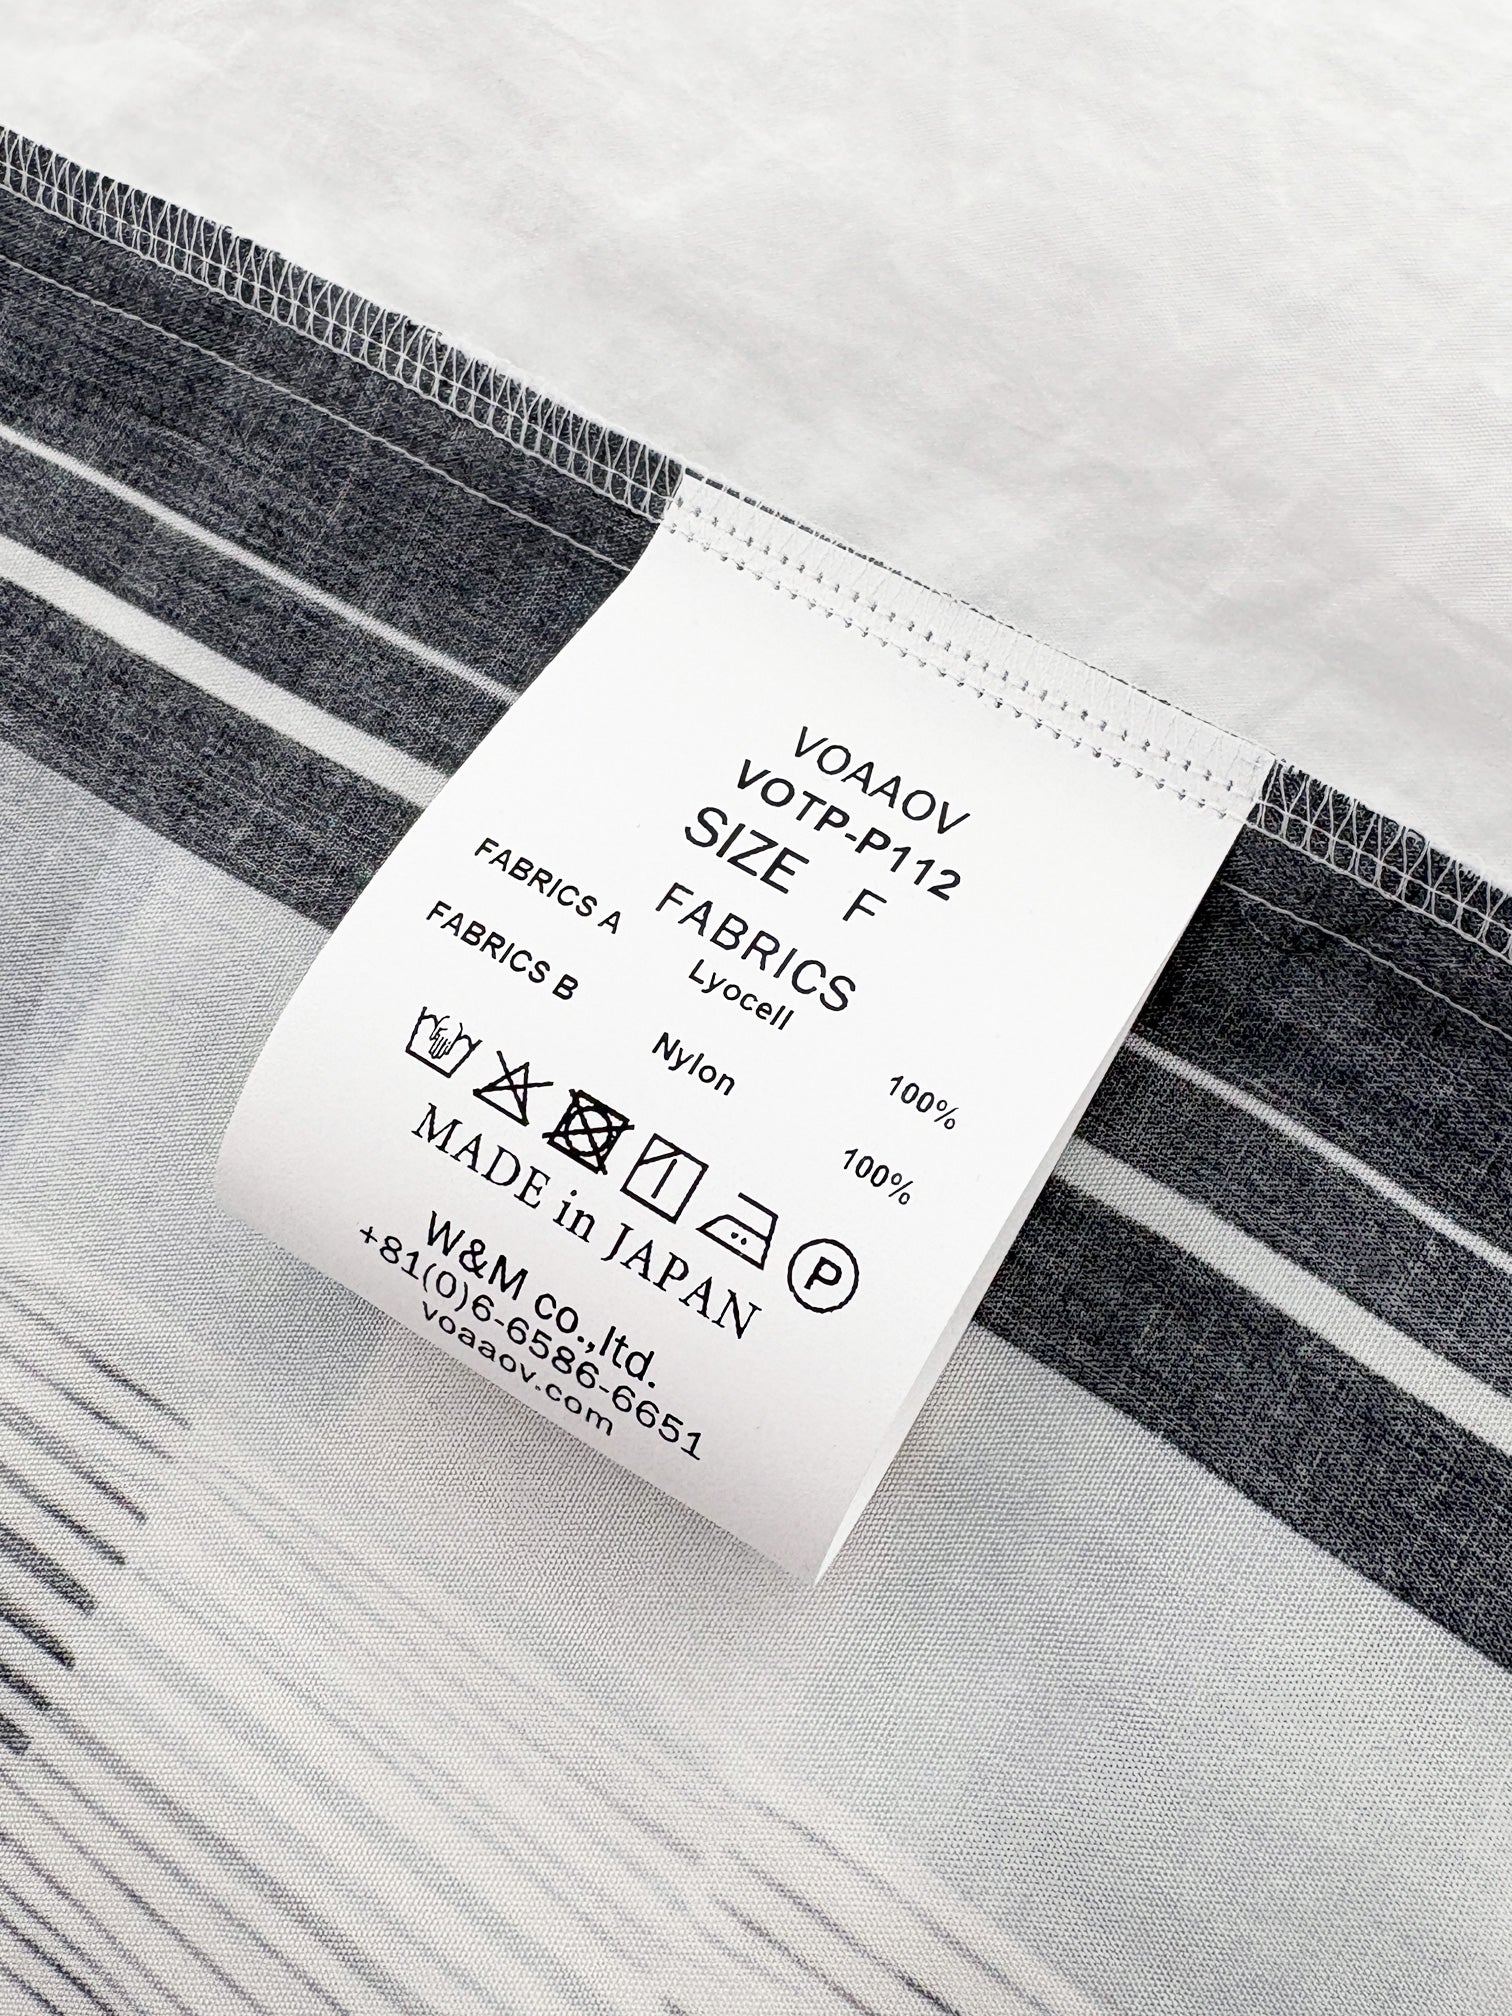 VOAAOV
VOTP-P112
SIZE F
FABRICS
FABRICS A Lyocell 100%
FABRICS B Nylon 100%
P
MADE in JAPAN
W&M co.,ltd.
+81(0)6-6586-6651
voaaov.com